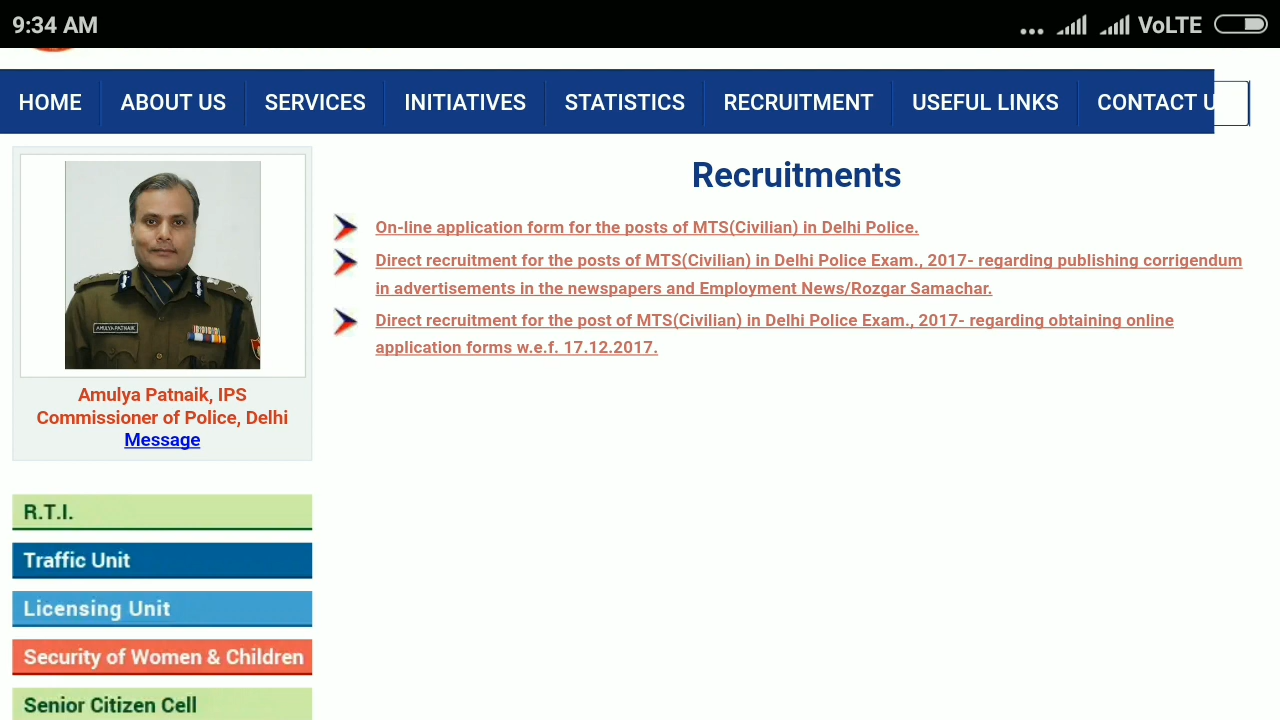 9:34 AM
... VoLTE
HOME ABOUT US SERVICES INITIATIVES STATISTICS RECRUITMENT USEFUL LINKS CONTACT U
AMULYA PATNAIK
Amulya Patnaik, IPS
Commissioner of Police, Delhi
Message
R.T.I.
Traffic Unit
Licensing Unit
Security of Women & Children
Senior Citizen Cell
Recruitments
On-line application form for the posts of MTS(Civilian) in Delhi Police.
Direct recruitment for the posts of MTS(Civilian) in Delhi Police Exam., 2017- regarding publishing corrigendum
in advertisements in the newspapers and Employment News/Rozgar Samachar.
Direct recruitment for the post of MTS(Civilian) in Delhi Police Exam., 2017- regarding obtaining online
application forms w.e.f. 17.12.2017.